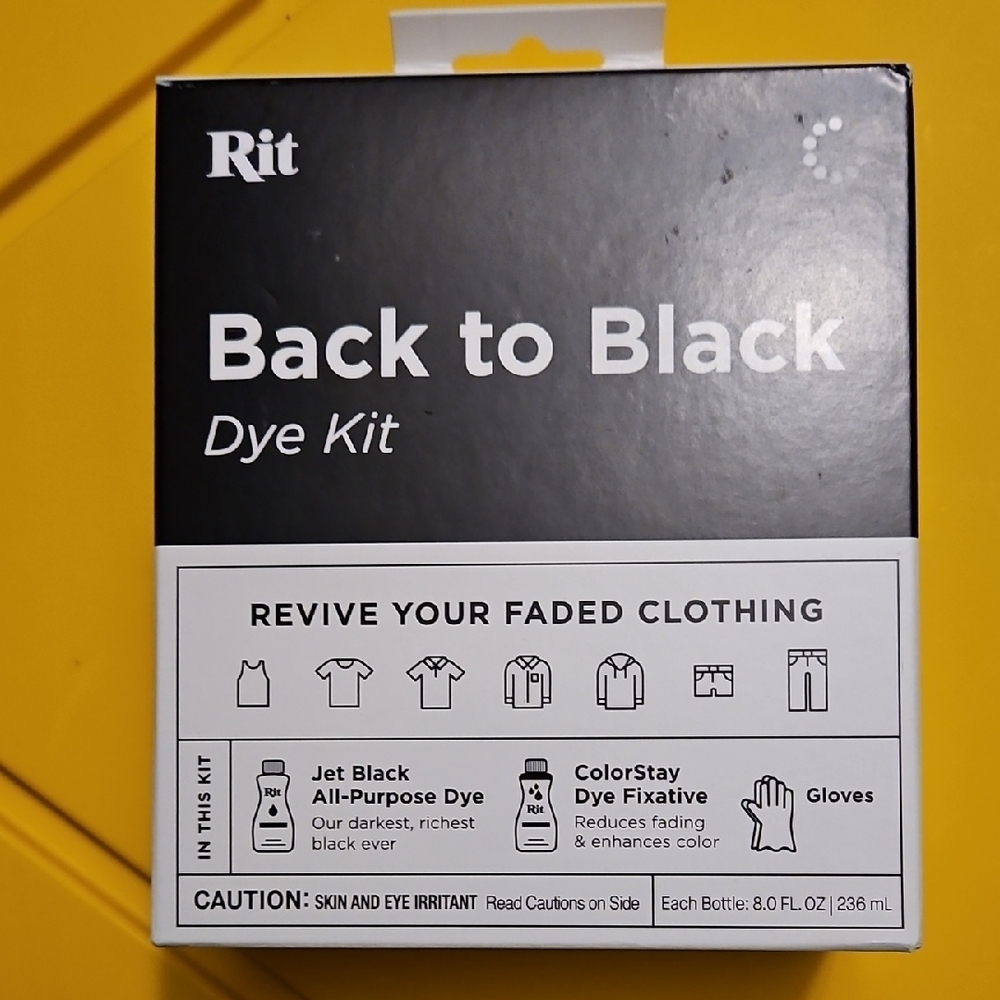 Rit
Back to Black
Dye Kit
REVIVE YOUR FADED CLOTHING
IN THIS KIT
Rit
Jet Black
All-Purpose Dye
Our darkest, richest
black ever
Rit
ColorStay
Dye Fixative
Reduces fading
& enhances color
Gloves
CAUTION: SKIN AND EYE IRRITANT Read Cautions on Side
Each Bottle: 8.0 FL. OZ | 236 mL